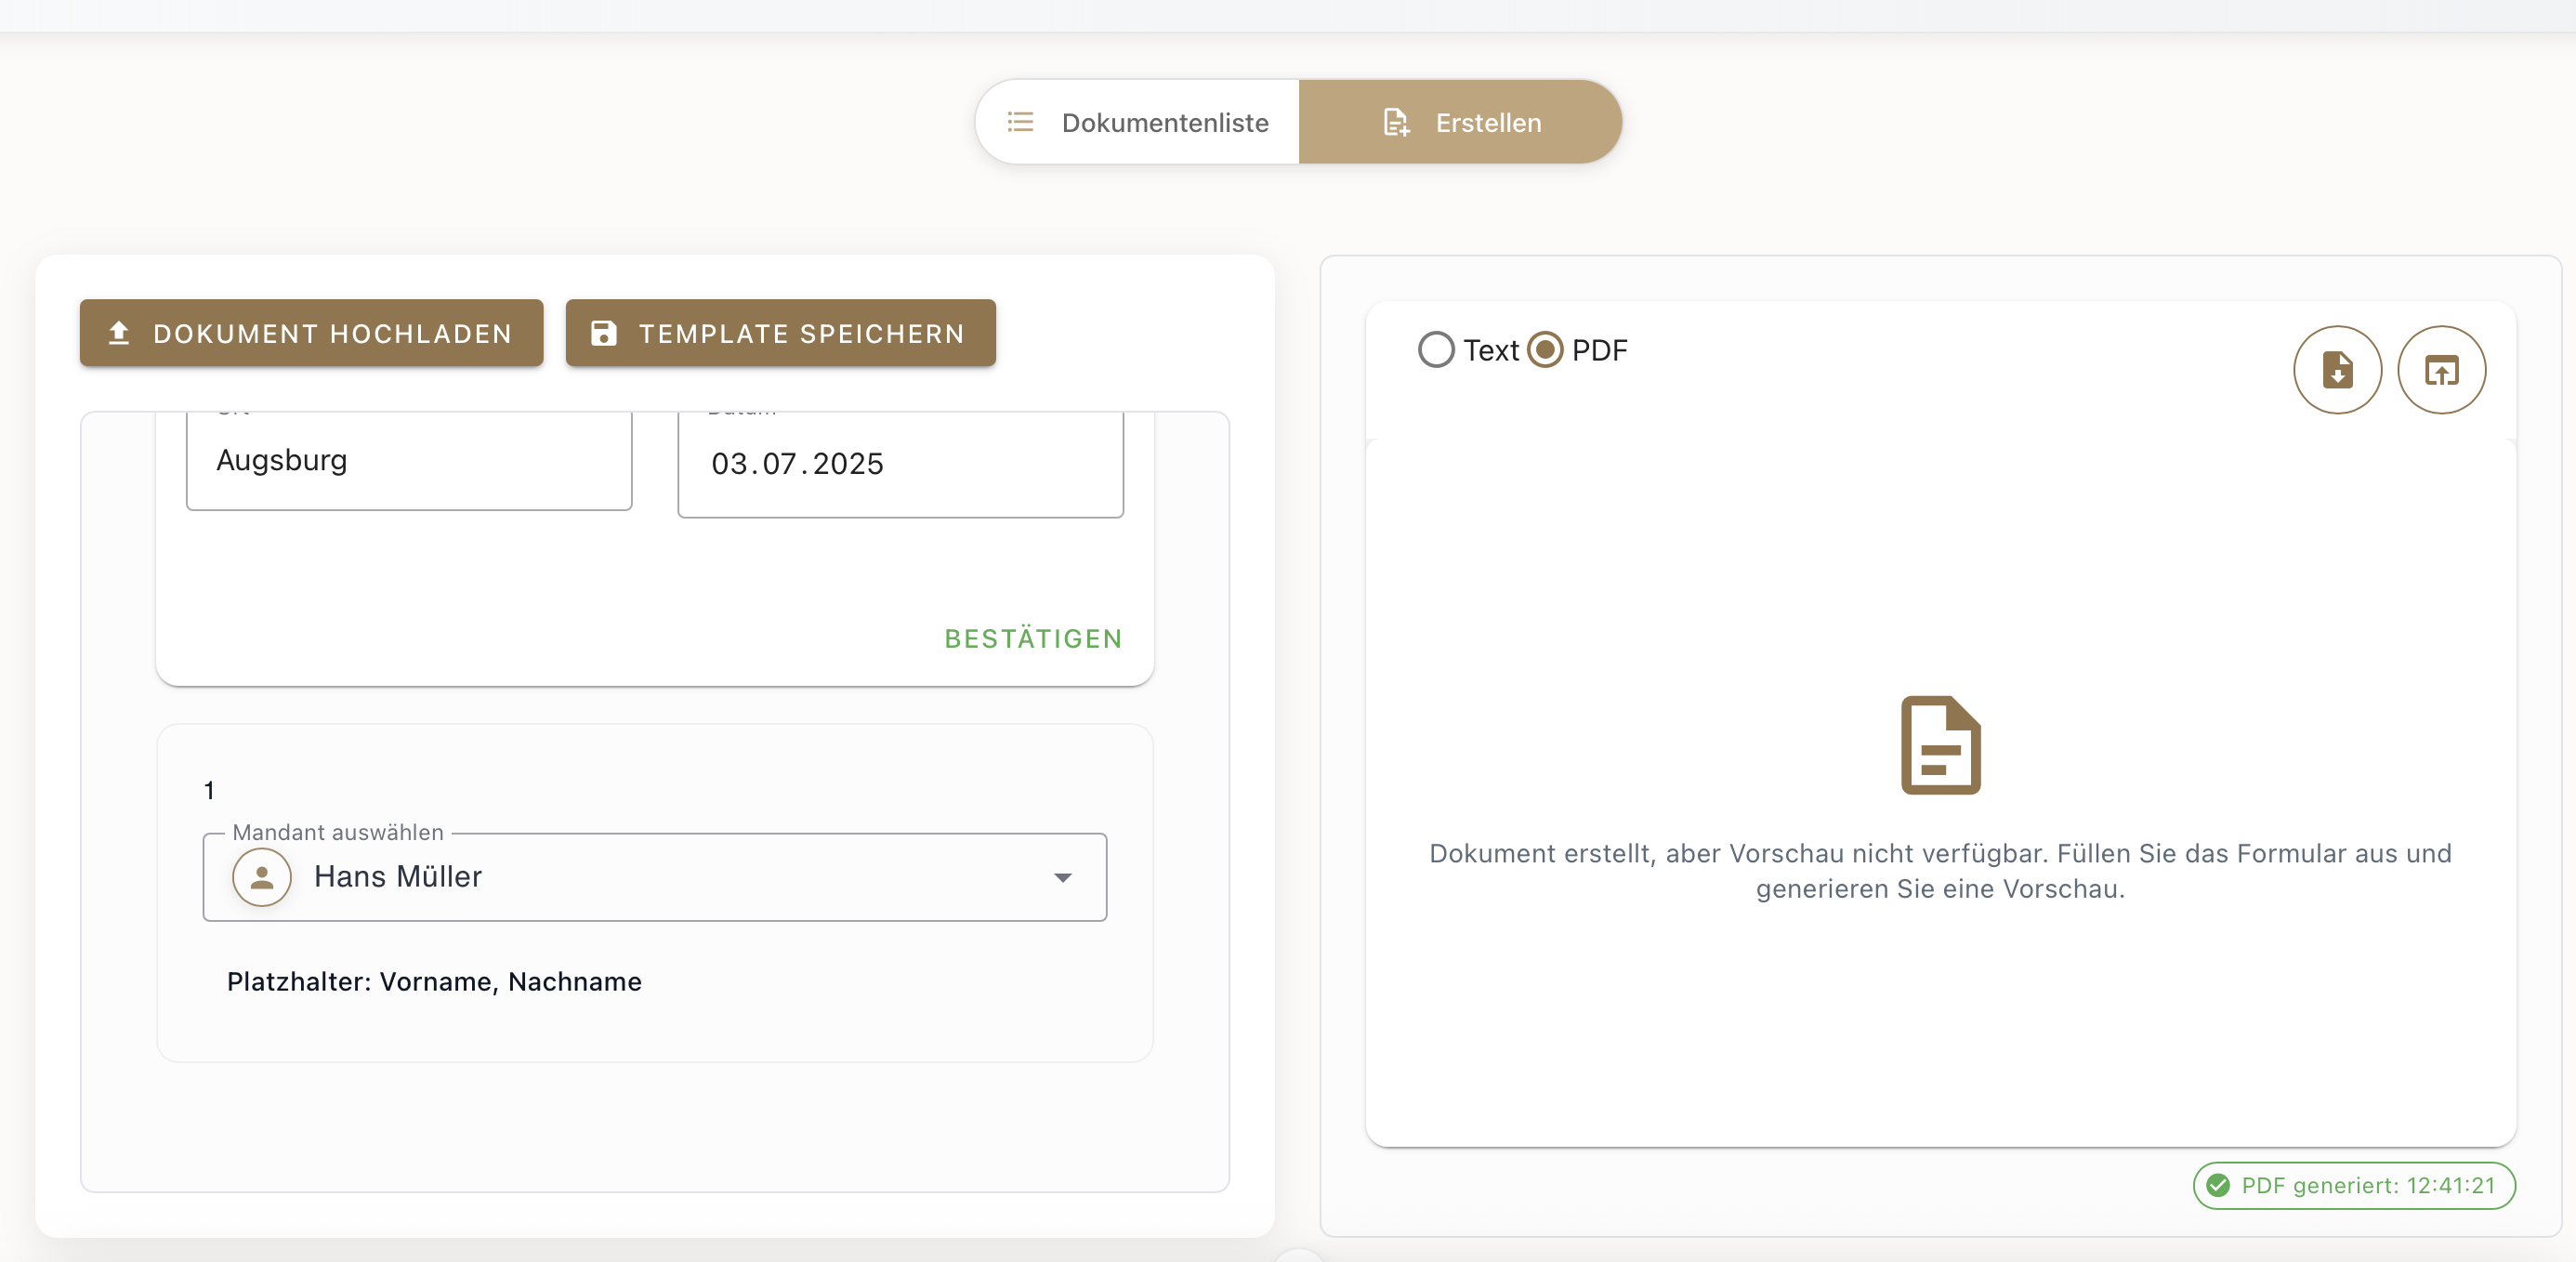 Dokumentenliste
Erstellen
DOKUMENT HOCHLADEN
TEMPLATE SPEICHERN
Augsburg
Datum
03.07.2025
BESTÄTIGEN
1
Mandant auswählen
Hans Müller
Platzhalter: Vorname, Nachname
Text
PDF
Dokument erstellt, aber Vorschau nicht verfügbar. Füllen Sie das Formular aus und
generieren Sie eine Vorschau.
PDF generiert: 12:41:21